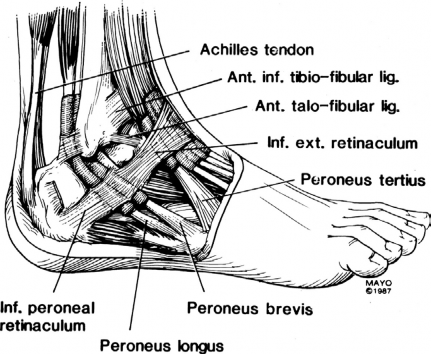 Achilles tendon
Ant. inf. tibio-fibular lig.
Ant. talo-fibular lig.
Inf. ext. retinaculum
Peroneus tertius
MAYO
©1987
Inf. peroneal
retinaculum
Peroneus brevis
Peroneus longus